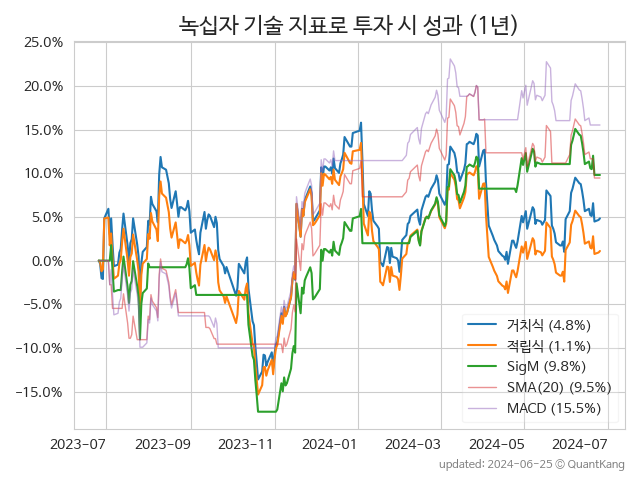 녹십자 기술 지표로 투자 시 성과 (1년)
25.0%
20.0%
15.0%
10.0%
5.0%
0.0%
−5.0%
−10.0%
−15.0%
거치식 (4.8%)
적립식 (1.1%)
SigM (9.8%)
SMA(20) (9.5%)
MACD (15.5%)
2023-07 2023-09 2023-11 2024-01 2024-03 2024-05 2024-07
updated: 2024-06-25 © QuantKang